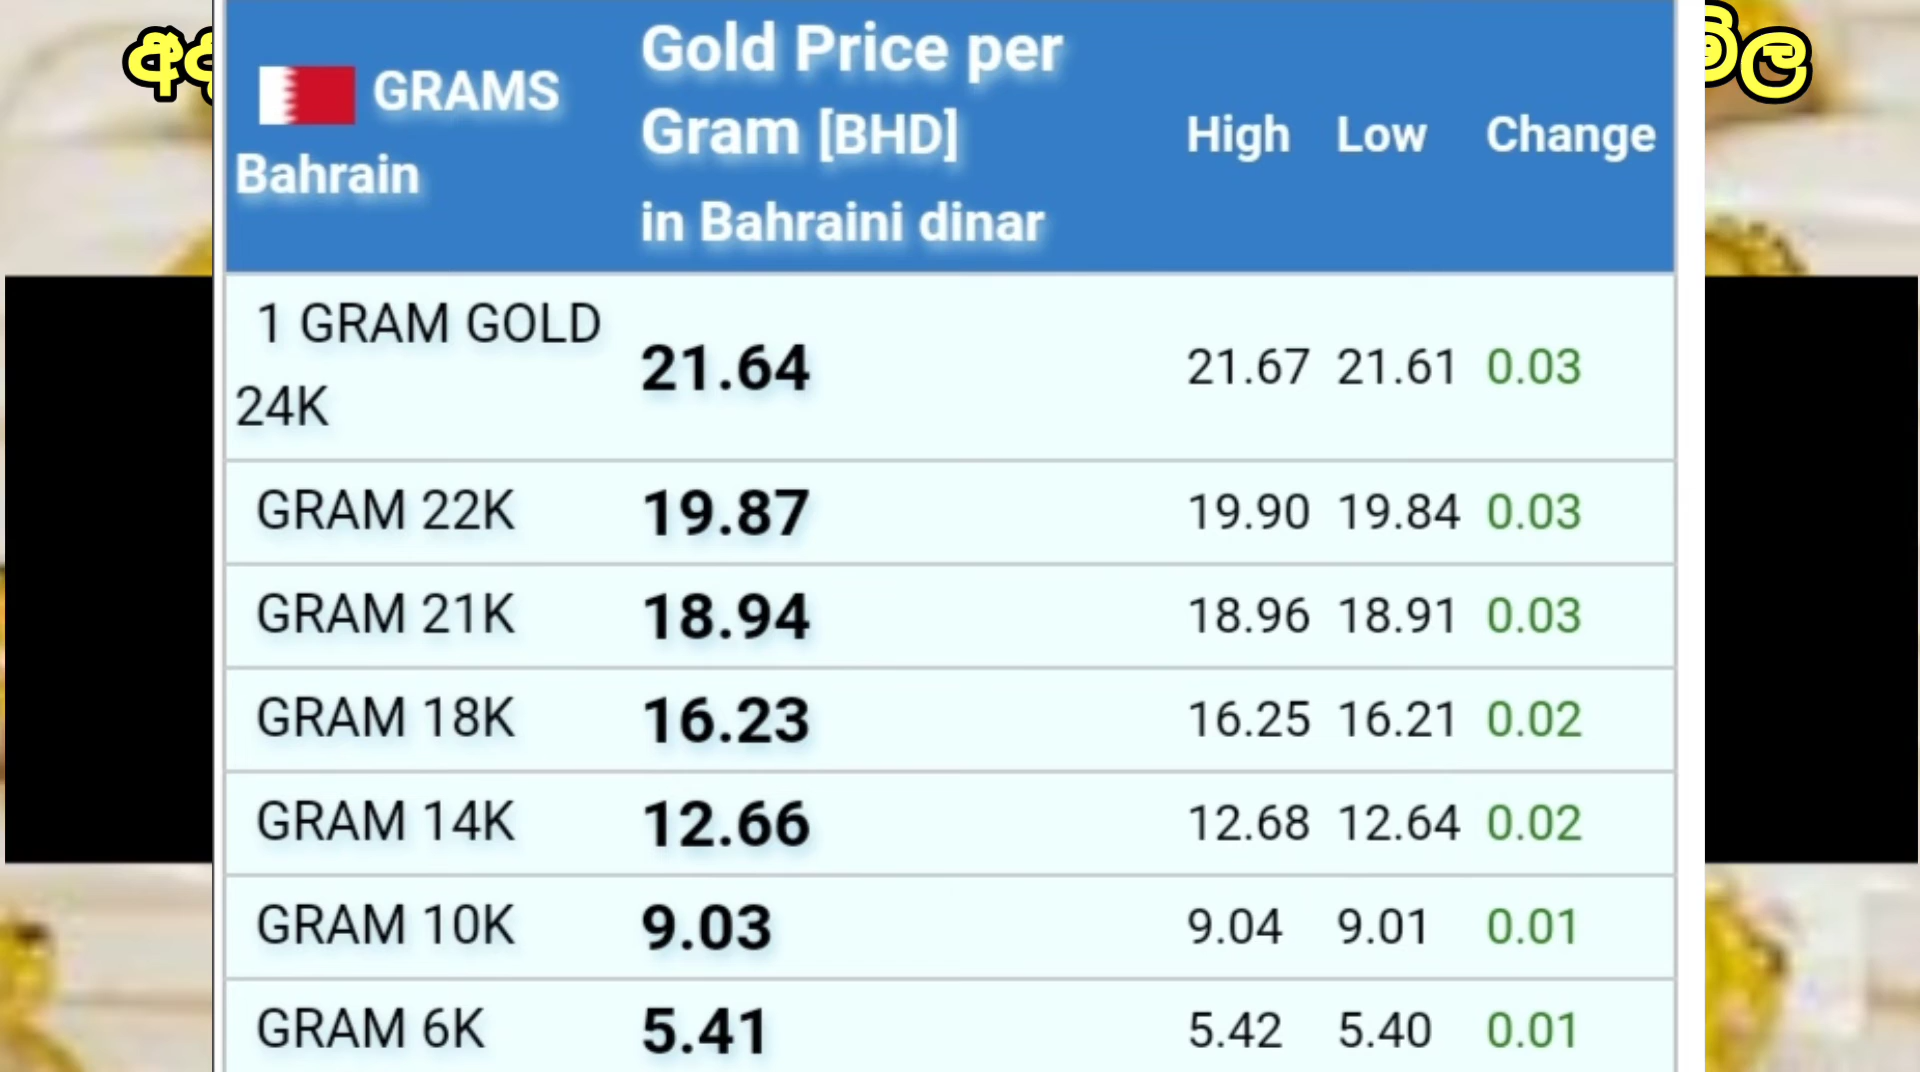 GRAMS
Bahrain
Gold Price per
Gram [BHD]
in Bahraini dinar
High Low Change
1 GRAM GOLD
24K
21.64 21.67 21.61 0.03
GRAM 22K 19.87 19.90 19.84 0.03
GRAM 21K 18.94 18.96 18.91 0.03
GRAM 18K 16.23 16.25 16.21 0.02
GRAM 14K 12.66 12.68 12.64 0.02
GRAM 10K 9.03 9.04 9.01 0.01
GRAM 6K 5.41 5.42 5.40 0.01